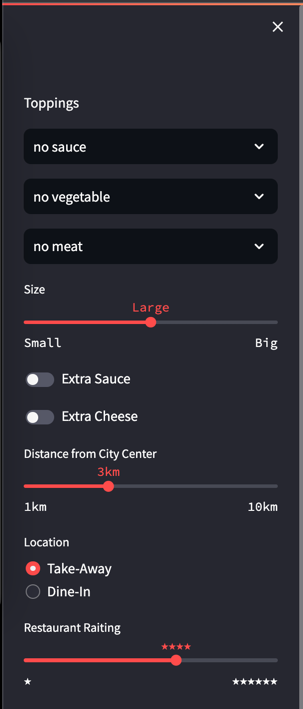 Toppings
no sauce
no vegetable
no meat
Size
Large
Small Big
Extra Sauce
Extra Cheese
Distance from City Center
3km
1km 10km
Location
Take-Away
Dine-In
Restaurant Raiting
★★★★
★ ★★★★★★